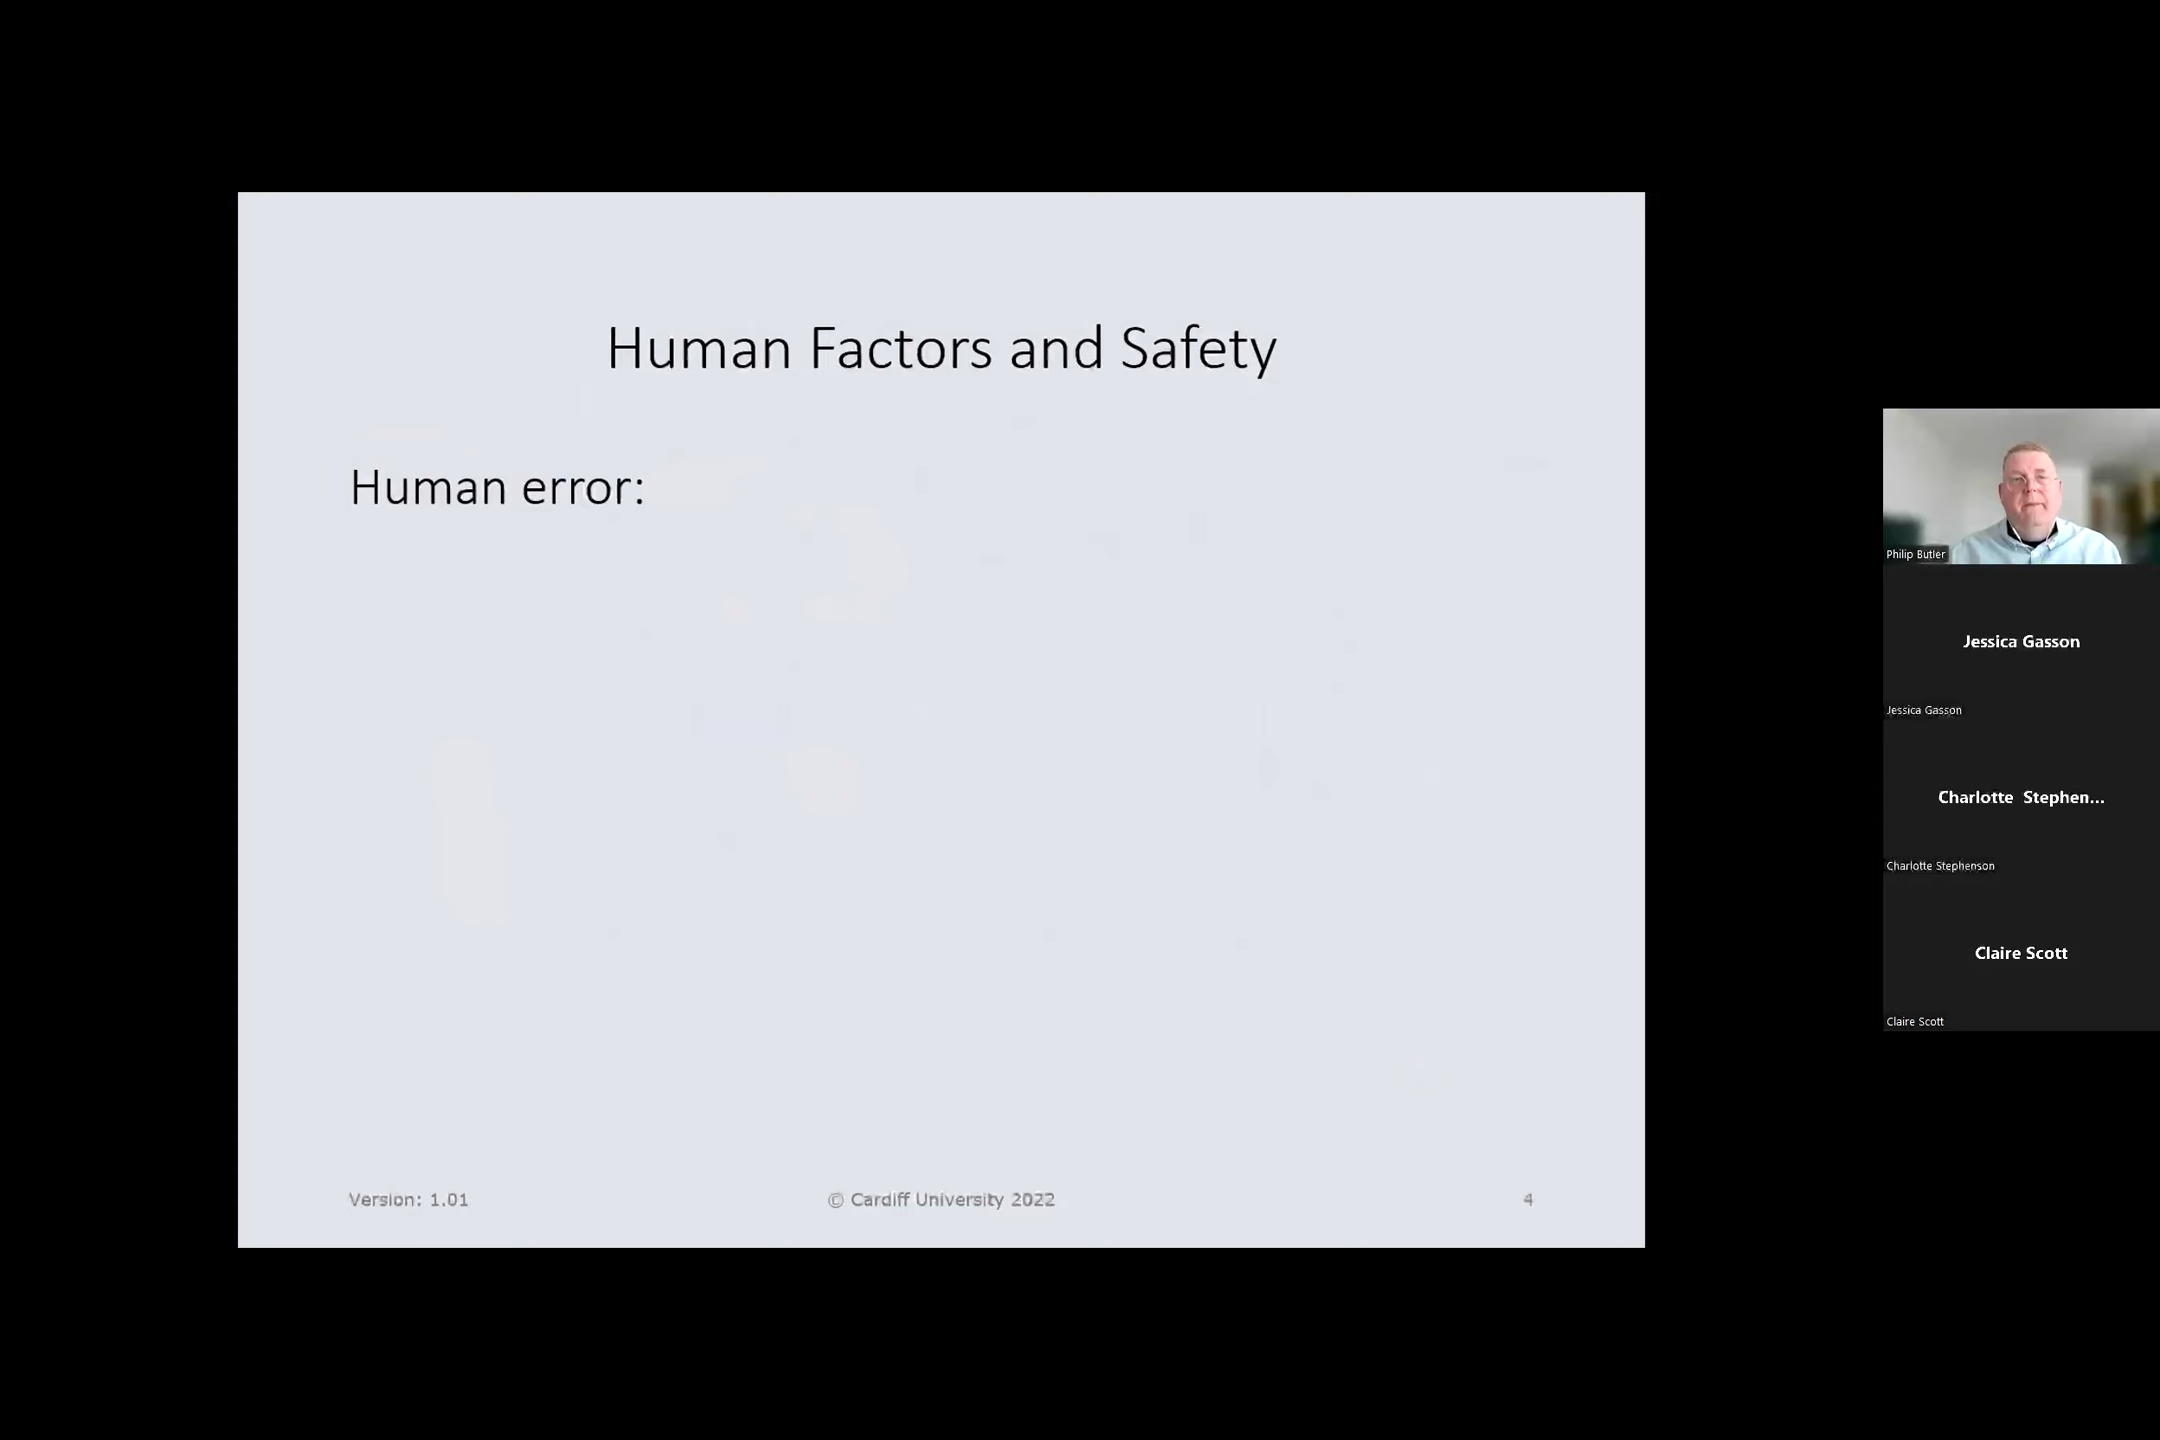 Human Factors and Safety
Human error:
Version: 1.01
© Cardiff University 2022
4
Philip Butler
Jessica Gasson
Jessica Gasson
Charlotte  Stephen...
Charlotte Stephenson
Claire Scott
Claire Scott